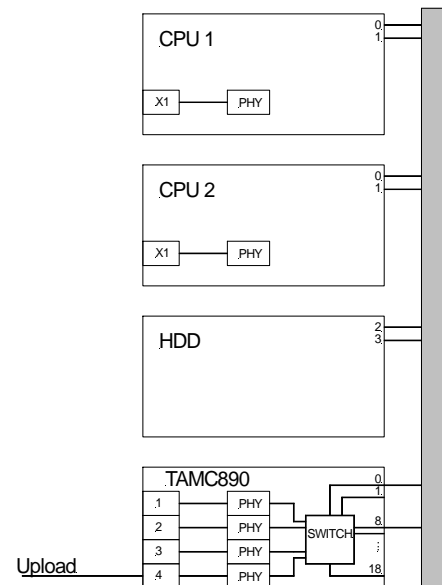 CPU 1
0
1
X1
PHY
CPU 2
0
1
X1
PHY
HDD
2
3
TAMC890
0
1
1
PHY
2
PHY
SWITCH
8
3
PHY
:
Upload
4
PHY
18